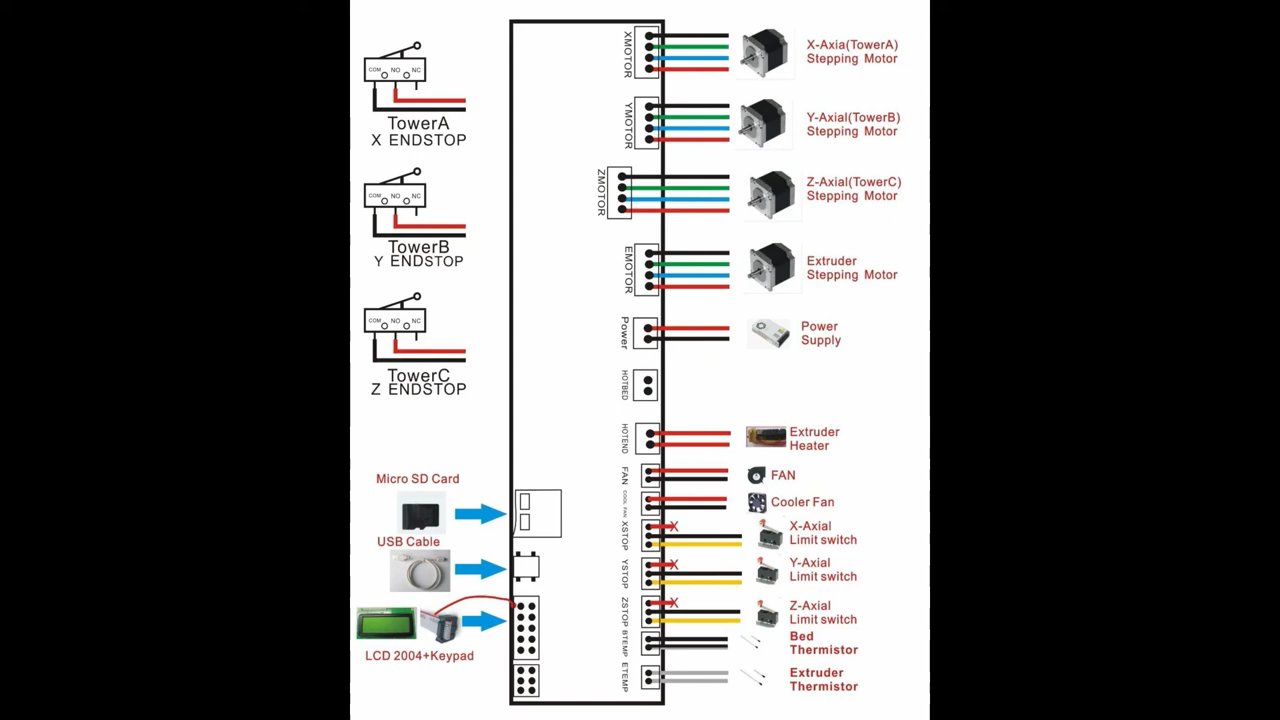 COM NO NC
TowerA
X ENDSTOP
COM NO NC
TowerB
Y ENDSTOP
COM NO NC
TowerC
Z ENDSTOP
Micro SD Card
USB Cable
LCD 2004+Keypad
XMOTOR
YMOTOR
ZMOTOR
EMOTOR
Power
HOTBED
HOTEND
FAN
COOL FAN
XSTOP
YSTOP
ZSTOP
BTEMP
ETEMP
X
X
X
X-Axia(TowerA)
Stepping Motor
Y-Axial(TowerB)
Stepping Motor
Z-Axial(TowerC)
Stepping Motor
Extruder
Stepping Motor
Power
Supply
Extruder
Heater
FAN
Cooler Fan
X-Axial
Limit switch
Y-Axial
Limit switch
Z-Axial
Limit switch
Bed
Thermistor
Extruder
Thermistor